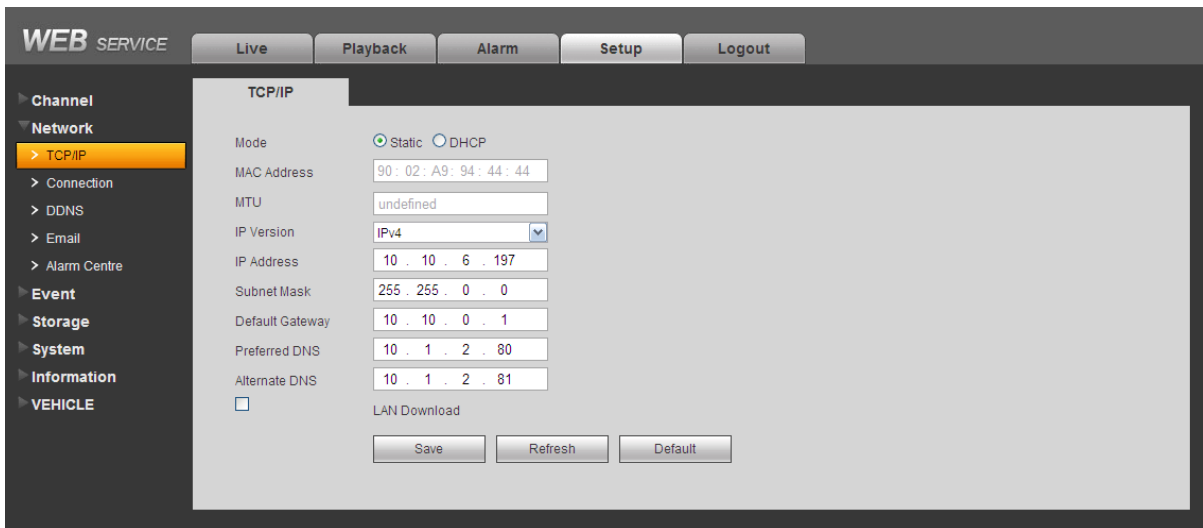 WEB SERVICE
Live Playback Alarm Setup Logout
Channel
Network
> TCP/IP
> Connection
> DDNS
> Email
> Alarm Centre
Event
Storage
System
Information
VEHICLE
TCP/IP
Mode Static DHCP
MAC Address 90 : 02 : A9 : 94 : 44 : 44
MTU undefined
IP Version IPv4
IP Address 10 . 10 . 6 . 197
Subnet Mask 255 . 255 . 0 . 0
Default Gateway 10 . 10 . 0 . 1
Preferred DNS 10 . 1 . 2 . 80
Alternate DNS 10 . 1 . 2 . 81
LAN Download
Save Refresh Default